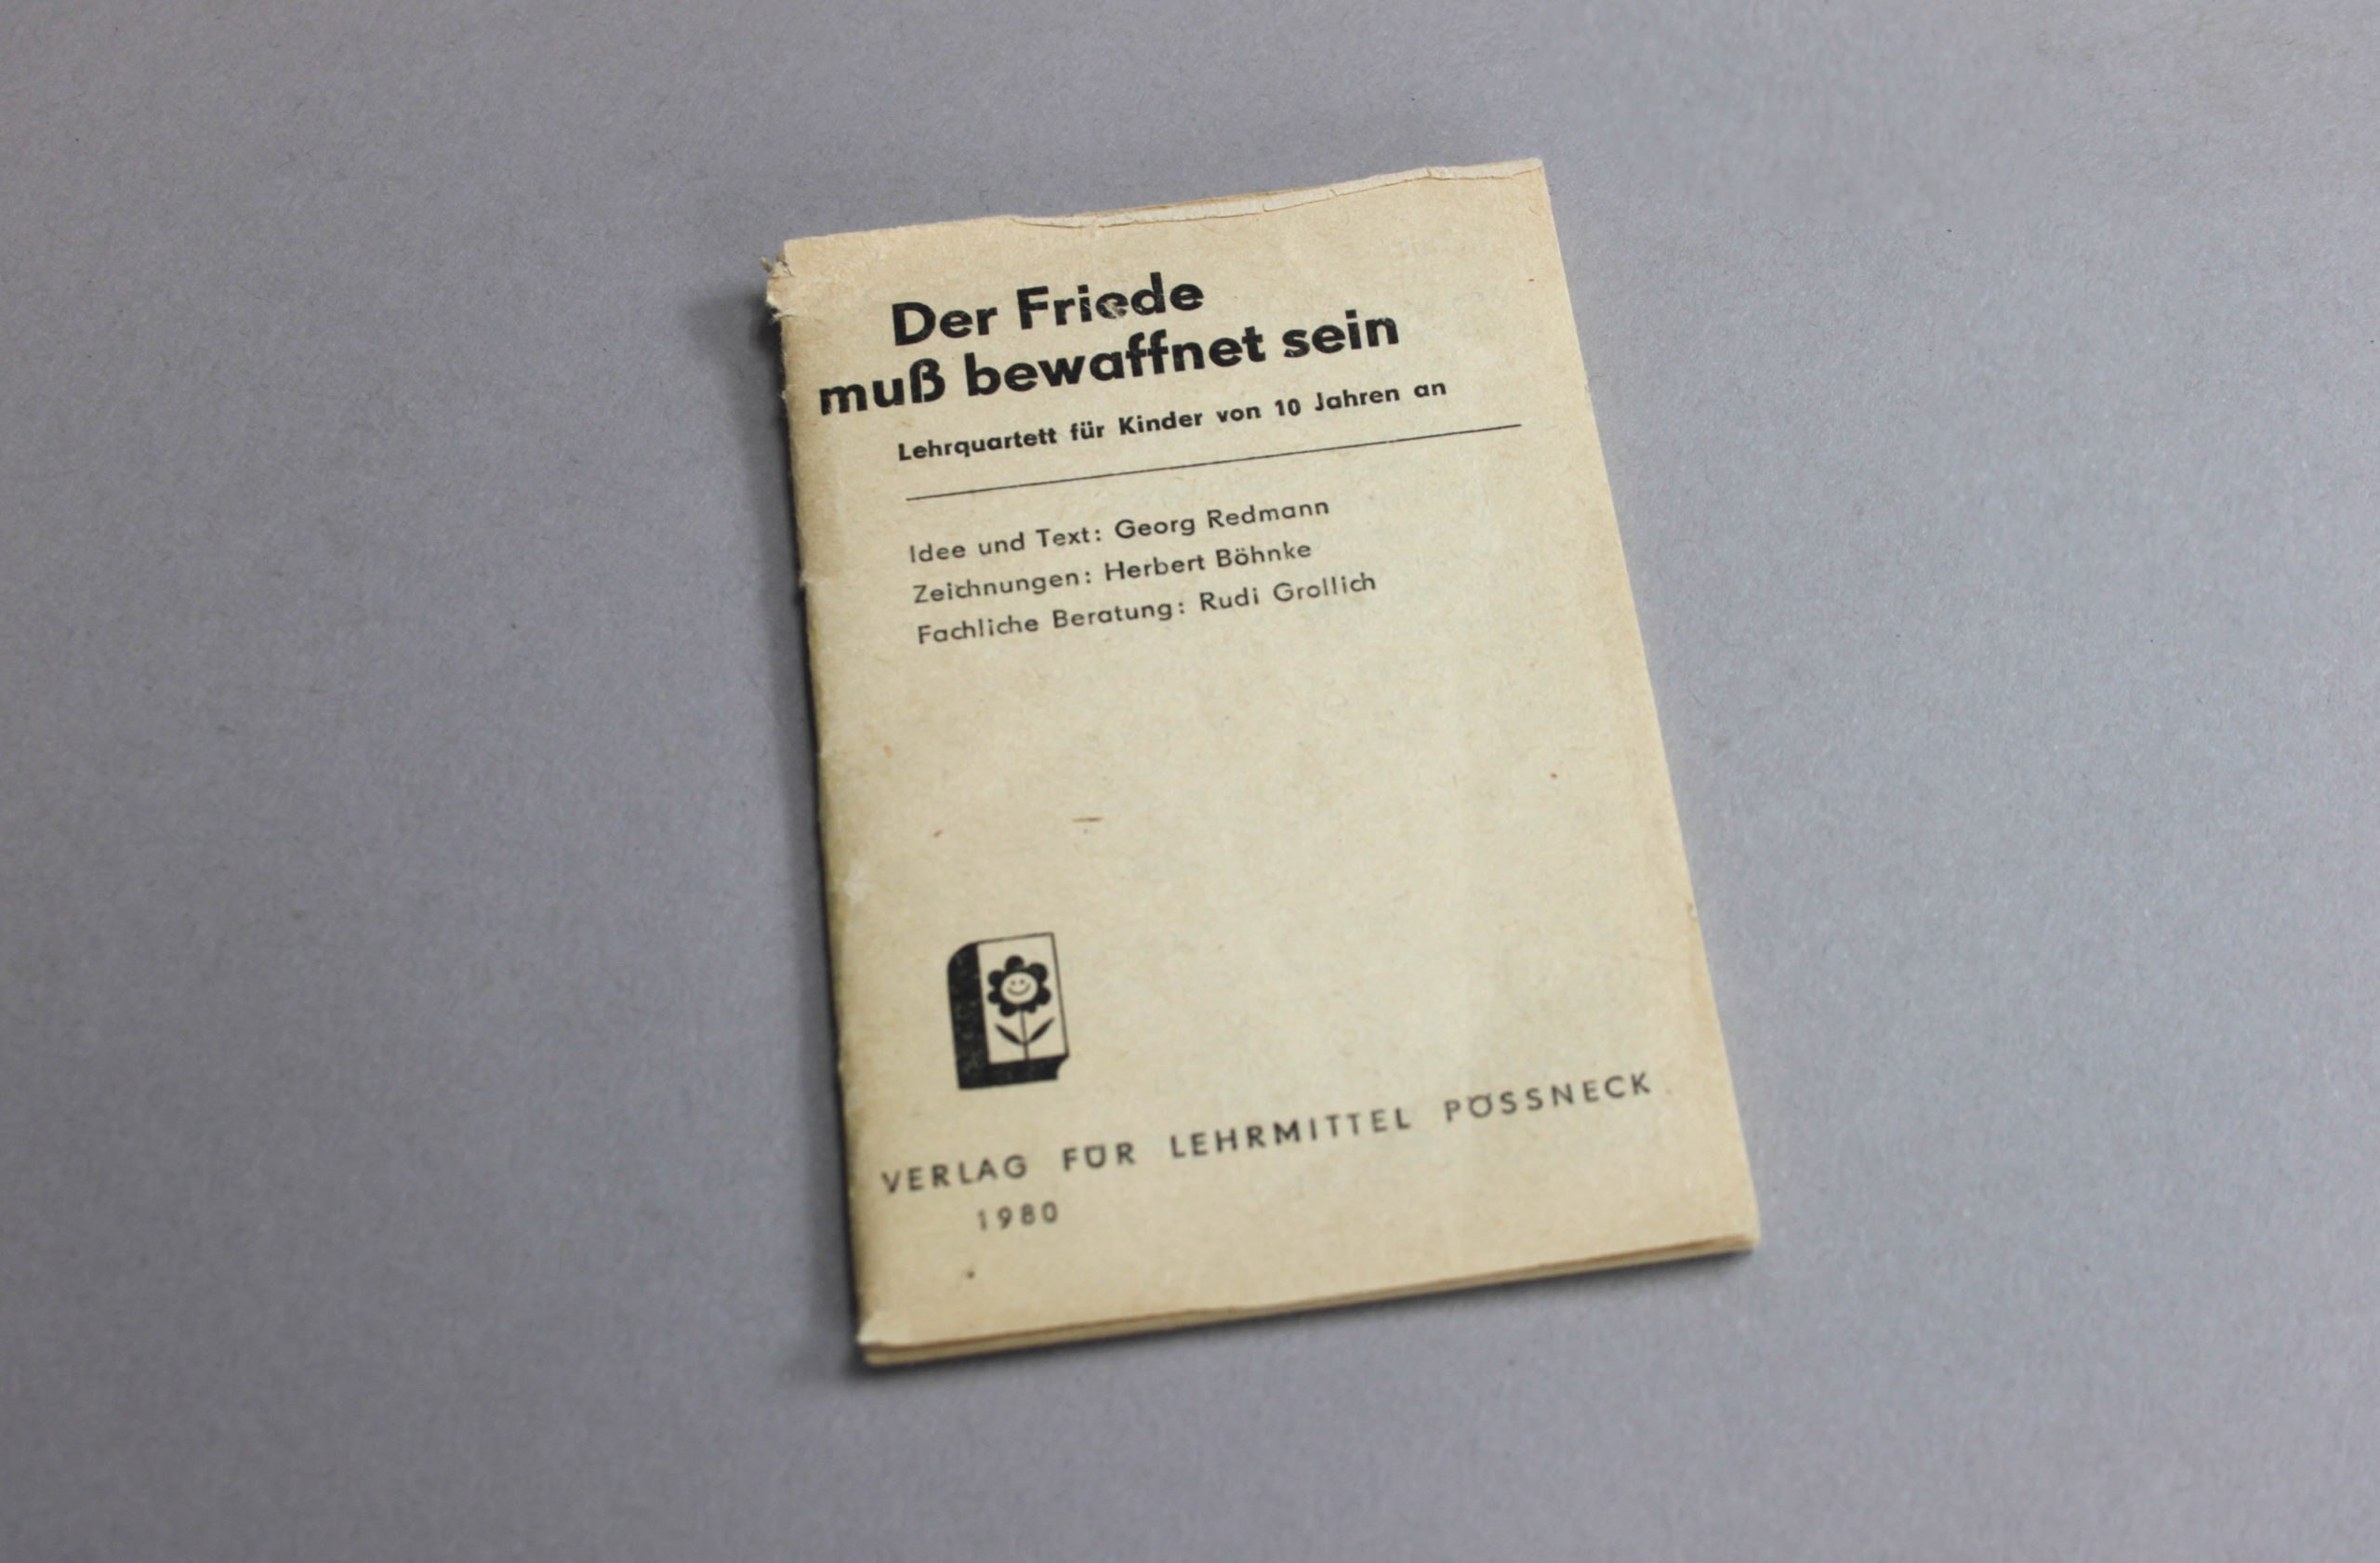 Der Friede
muß bewaffnet sein
Lehrquartett für Kinder von 10 Jahren an
Idee und Text: Georg Redmann
Zeichnungen: Herbert Böhnke
Fachliche Beratung: Rudi Grollich
VERLAG FÜR LEHRMITTEL PÖSSNECK
1980